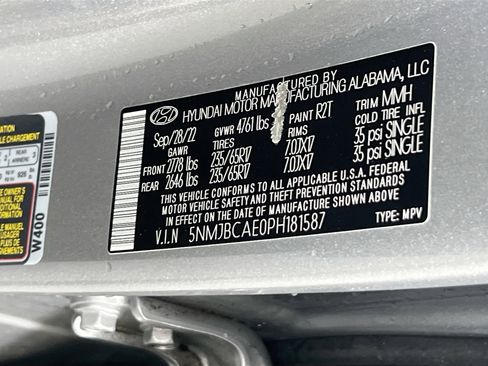 MANUFACTURED BY
HYUNDAI MOTOR MANUFACTURING ALABAMA, LLC
Sep/28/22 GVWR 4761 lbs PAINT R2T TRIM MMH
GAWR TIRES RIMS COLD TIRE INFL
FRONT 2778 lbs 235/65R17 7.0JX17 35 psi SINGLE
REAR 2646 lbs 235/65R17 7.0JX17 35 psi SINGLE
THIS VEHICLE CONFORMS TO ALL APPLICABLE U.S.A. FEDERAL
MOTOR VEHICLE SAFETY AND THEFT PREVENTION STANDARDS
IN EFFECT ON THE DATE OF MANUFACTURE SHOWN ABOVE
V.I.N 5NMJBCAE0PH181587 TYPE: MPV
W400